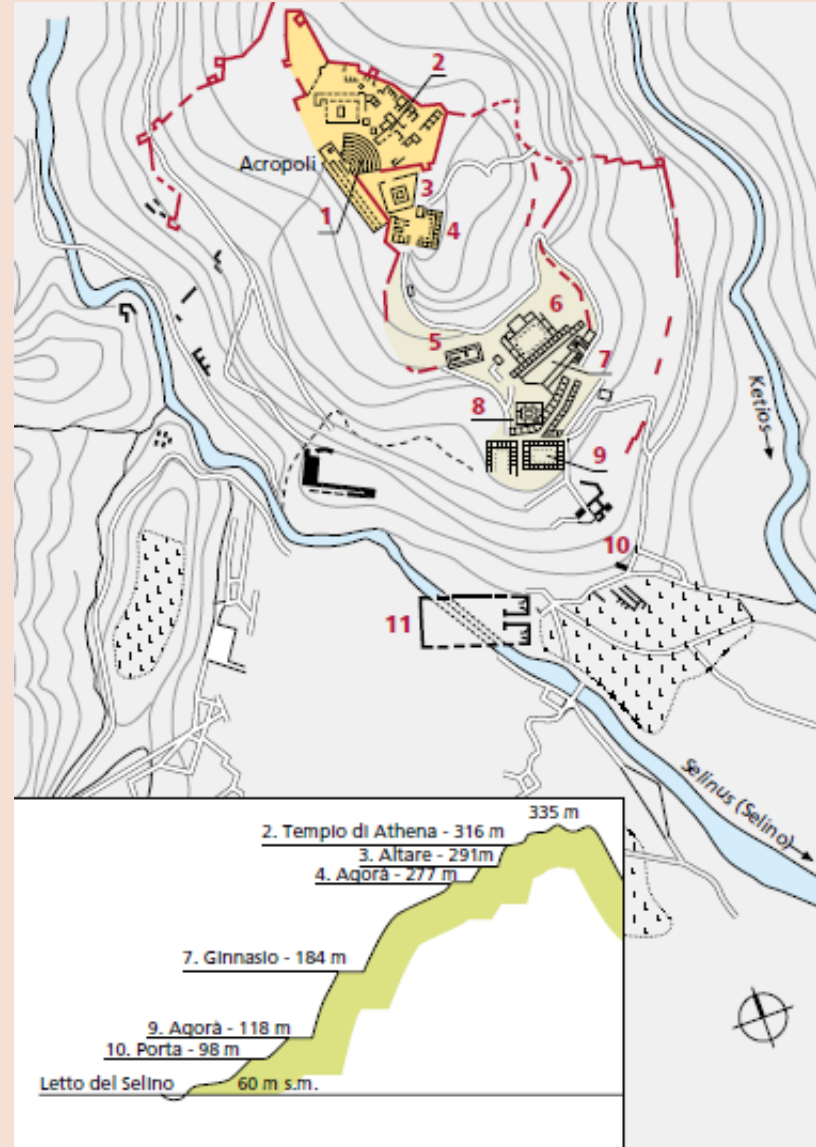 2
Acropoli
3
1
4
6
5
7
8
9
Ketios
10
11
Selinus (Selino)
335 m
2. Tempio di Athena - 316 m
3. Altare - 291m
4. Agorà - 277 m
7. Ginnasio - 184 m
9. Agorà - 118 m
10. Porta - 98 m
Letto del Selino 60 m s.m.